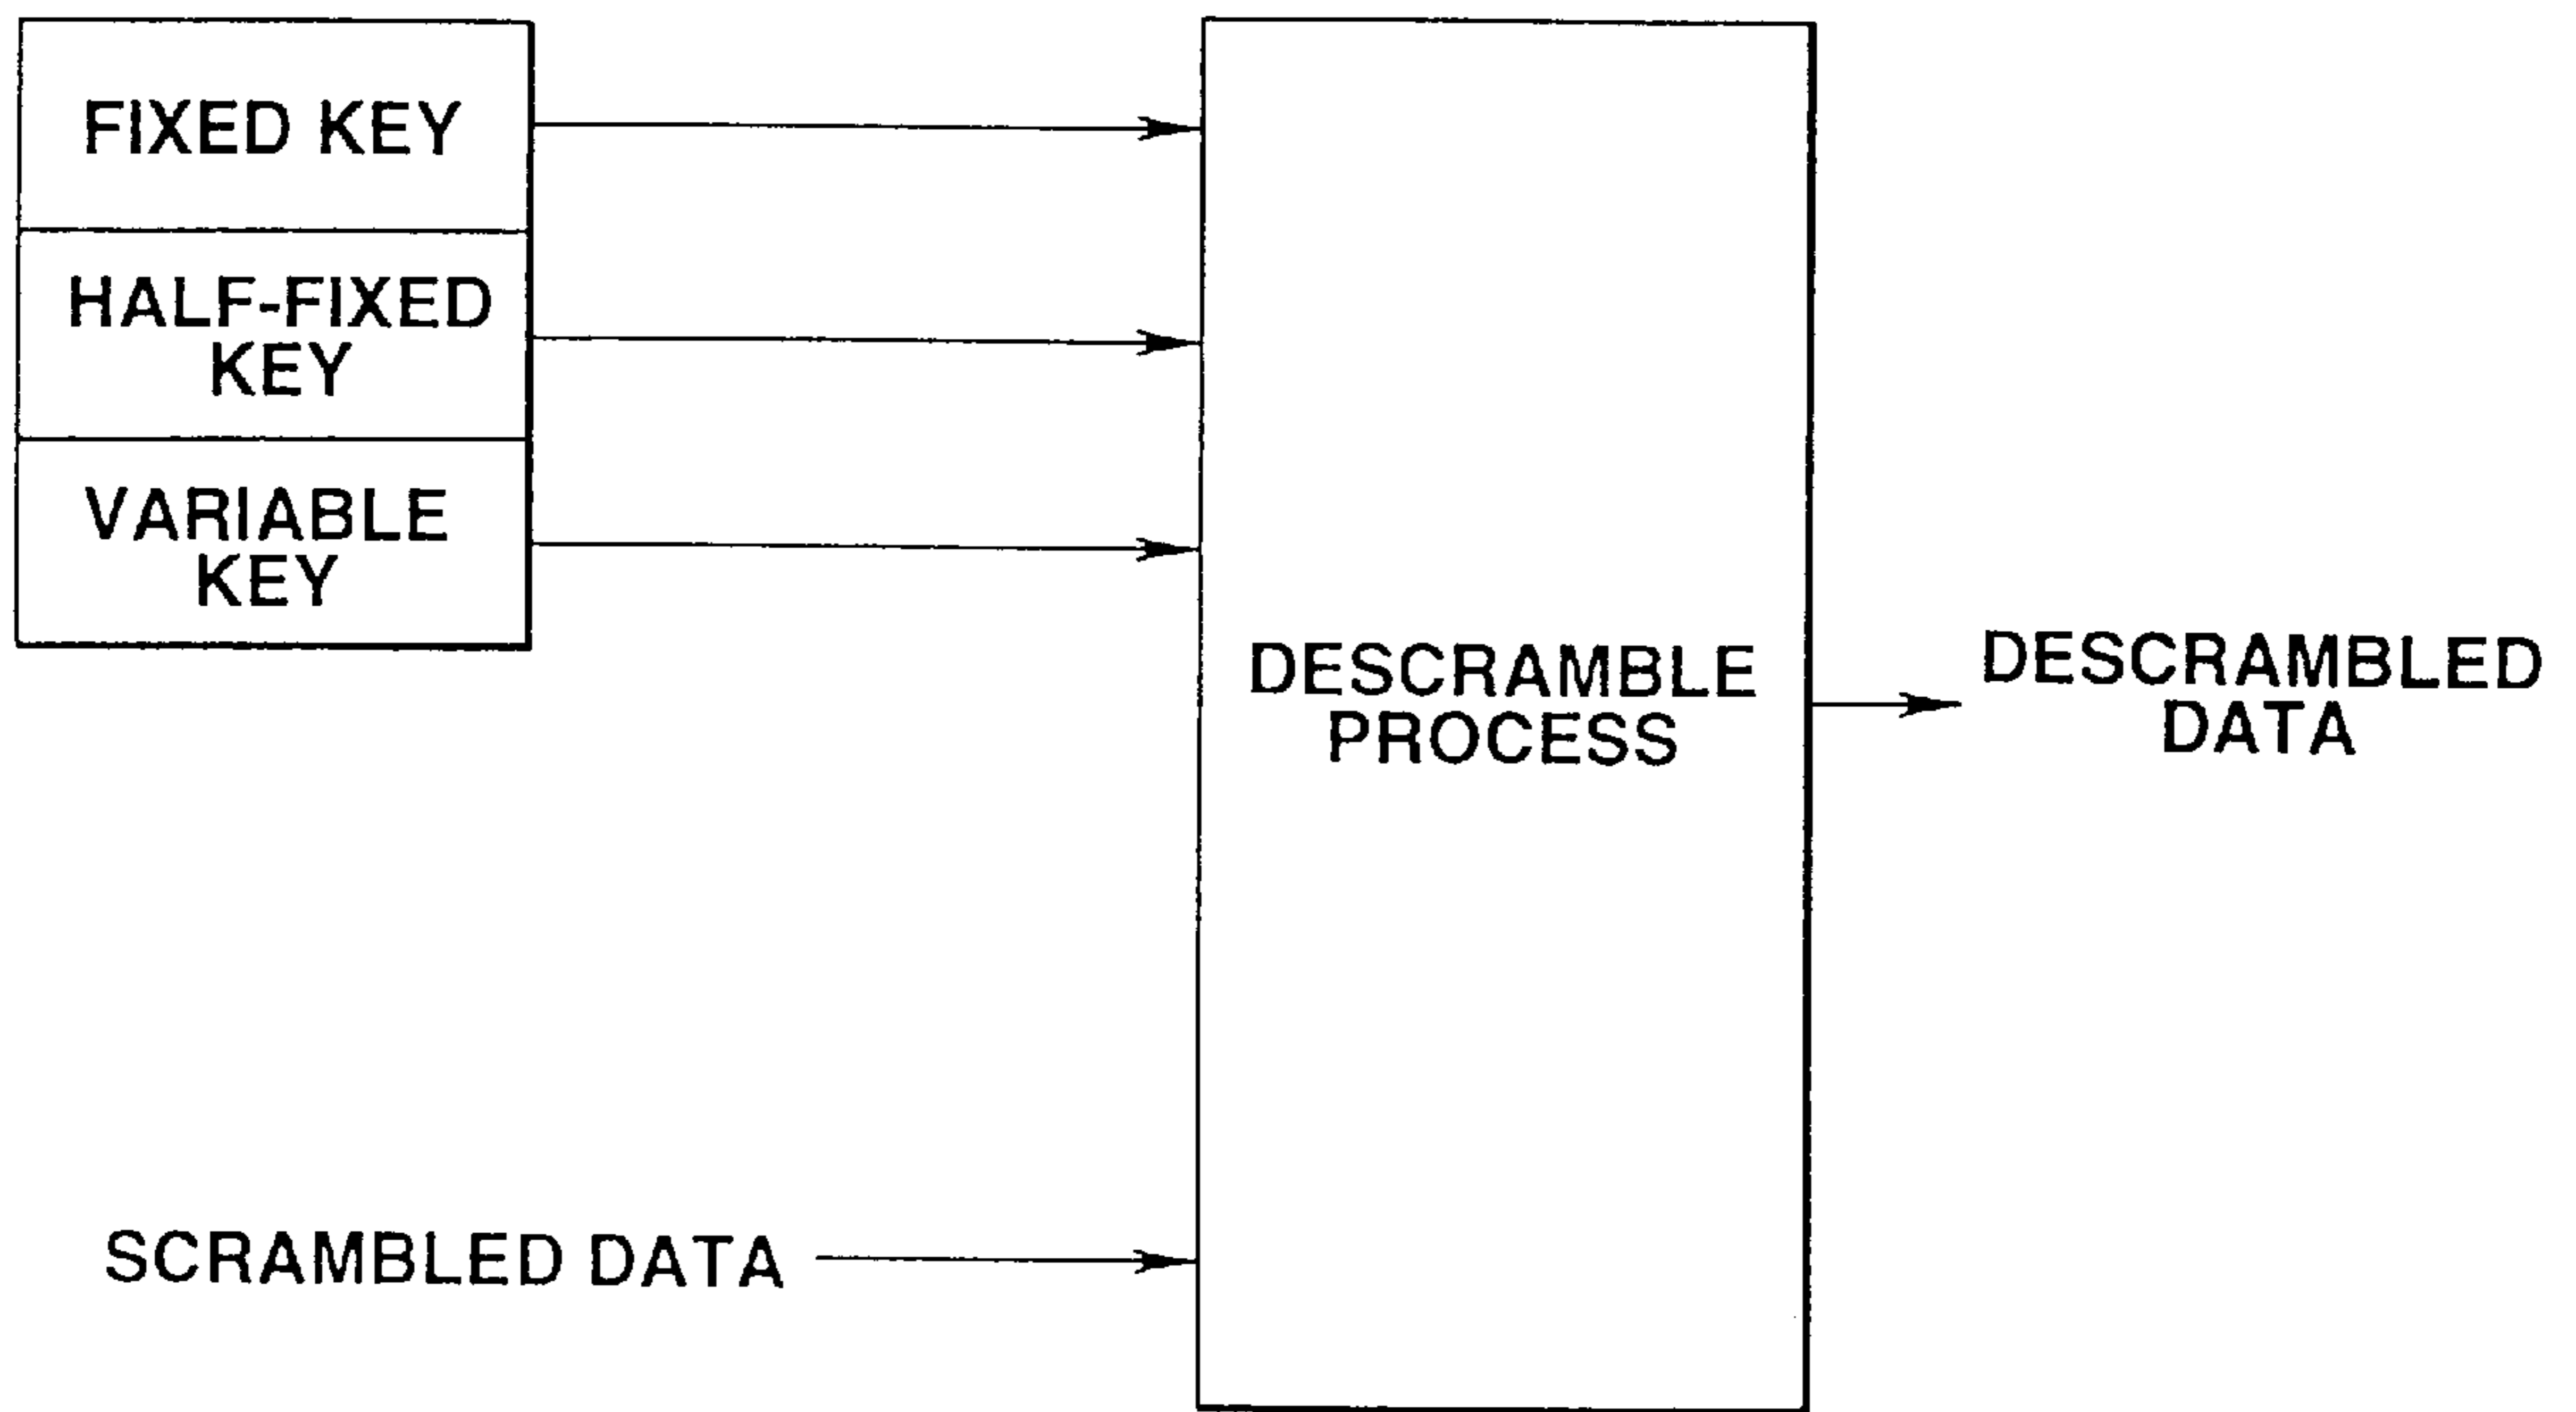 FIXED KEY
HALF-FIXED
KEY
VARIABLE
KEY
DESCRAMBLE
PROCESS
DESCRAMBLED
DATA
SCRAMBLED DATA